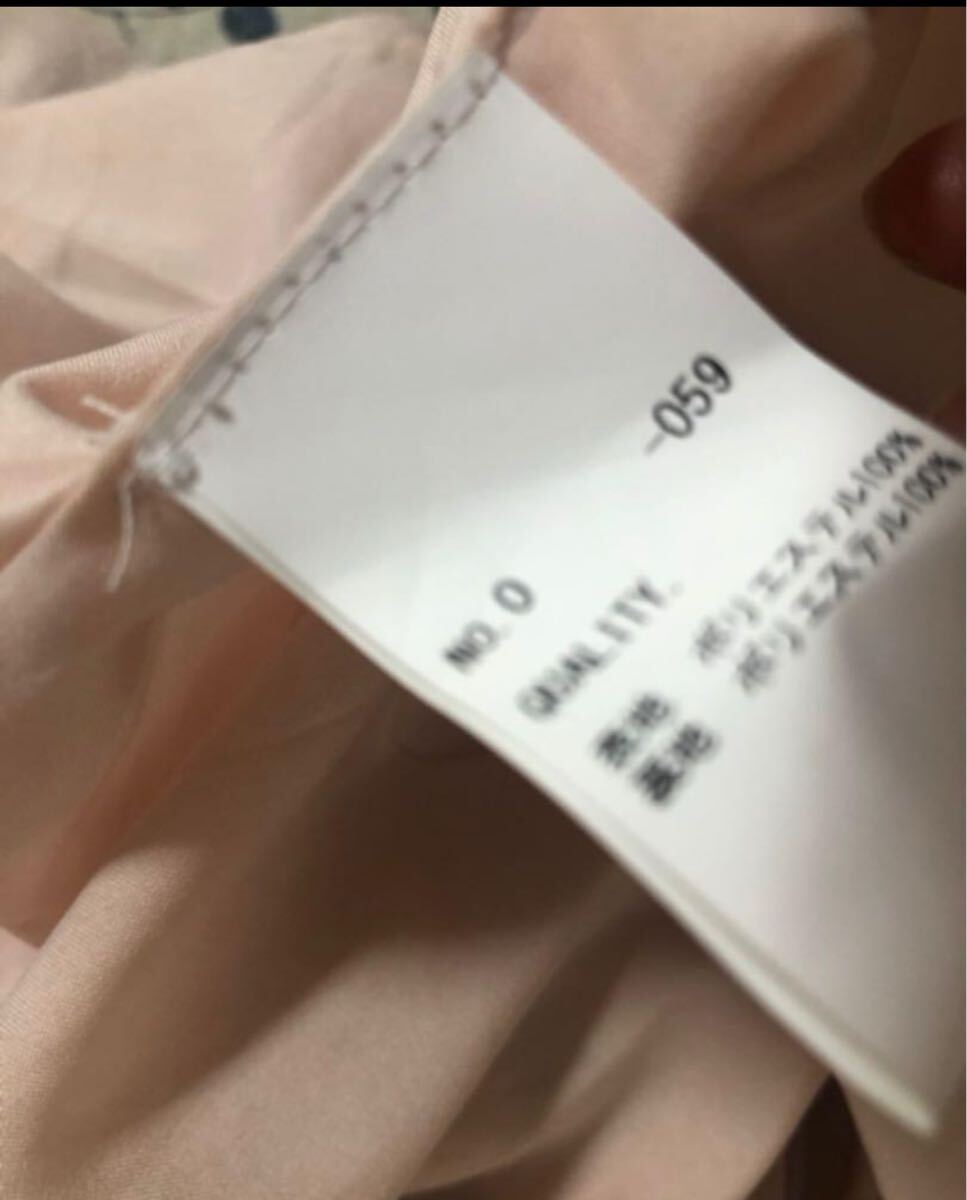 NO. 0 -059
QUALITY.
表地 ポリエステル100%
裏地 ポリエステル100%